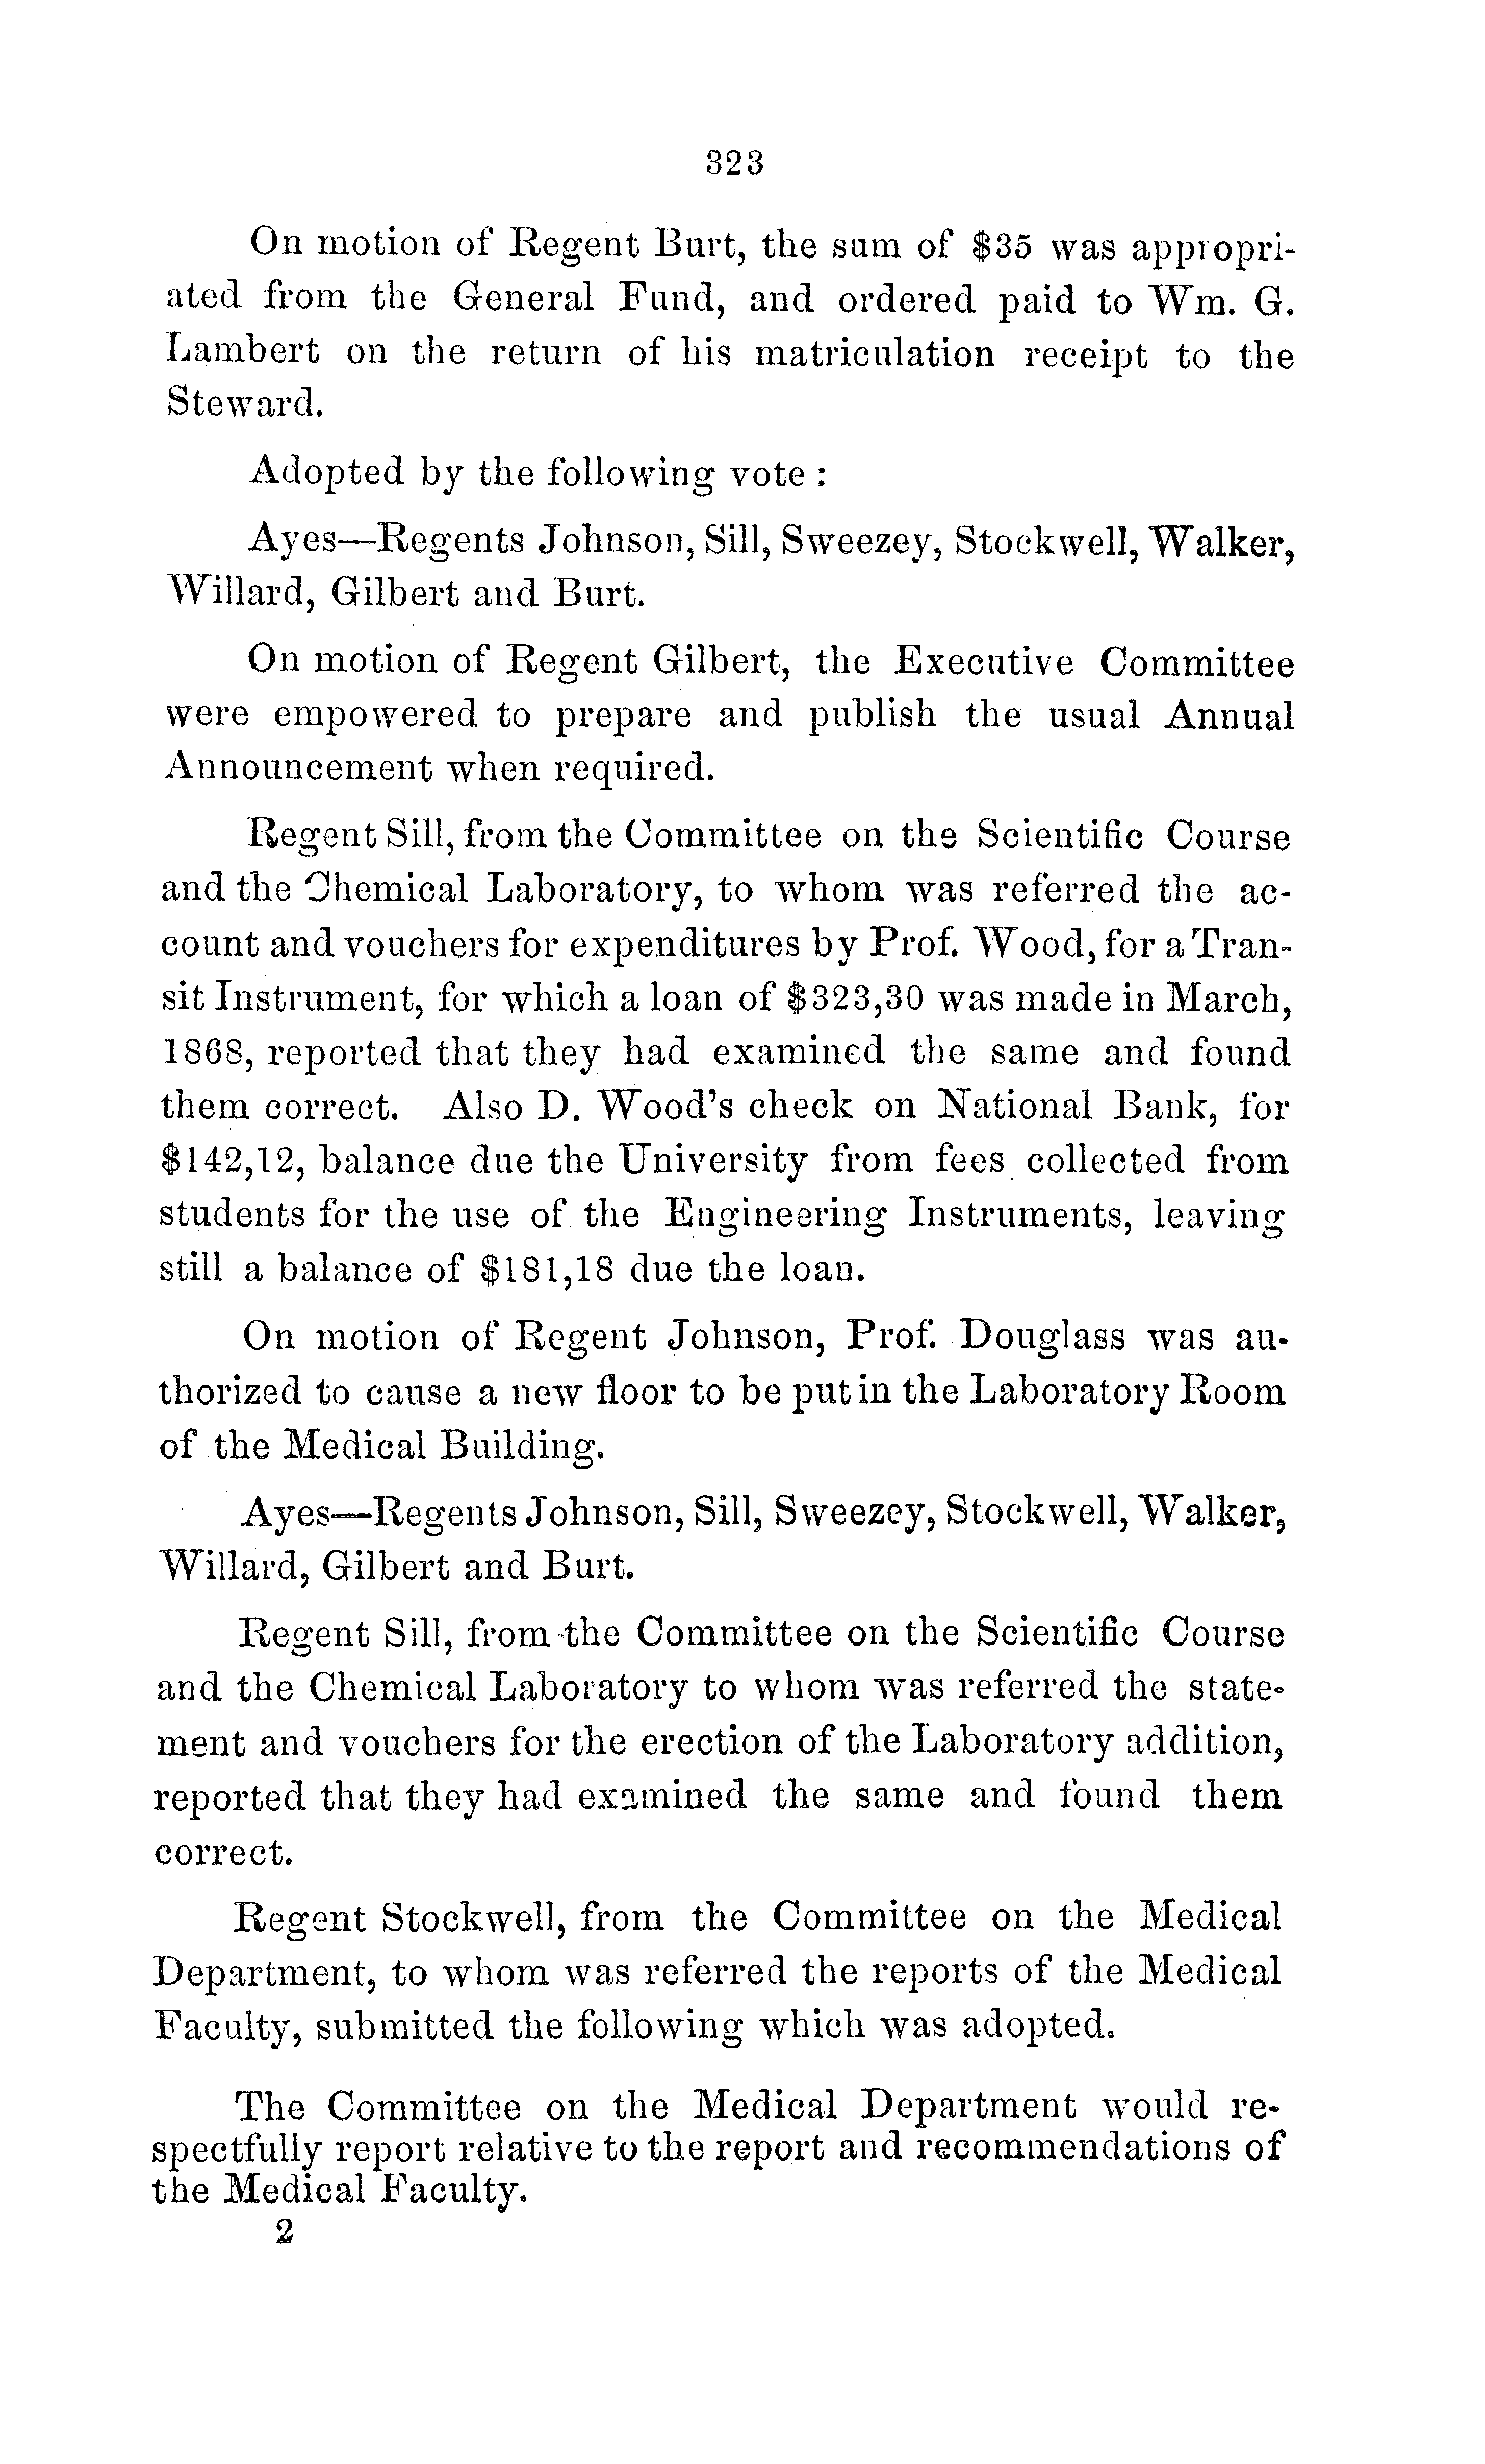 323
On motion of Regent Burt, the sum of $35 was appropri-
ated from the General Fund, and ordered paid to Wm. G.
Lambert on the return of his matriculation receipt to the
Steward.
Adopted by the following vote :
Ayes—Regents Johnson, Sill, Sweezey, Stockwell, Walker,
Willard, Gilbert and Burt.
On motion of Regent Gilbert, the Executive Committee
were empowered to prepare and publish the usual Annual
Announcement when required.
Regent Sill, from the Committee on the Scientific Course
and the Chemical Laboratory, to whom was referred the ac-
count and vouchers for expenditures by Prof. Wood, for a Tran-
sit Instrument, for which a loan of $323,30 was made in March,
1868, reported that they had examined the same and found
them correct. Also D. Wood's check on National Bank, for
$142,12, balance due the University from fees collected from
students for the use of the Engineering Instruments, leaving
still a balance of $181,18 due the loan.
On motion of Regent Johnson, Prof. Douglass was au-
thorized to cause a new floor to be put in the Laboratory Room
of the Medical Building.
Ayes—Regents Johnson, Sill, Sweezey, Stockwell, Walker,
Willard, Gilbert and Burt.
Regent Sill, from the Committee on the Scientific Course
and the Chemical Laboratory to whom was referred the state-
ment and vouchers for the erection of the Laboratory addition,
reported that they had examined the same and found them
correct.
Regent Stockwell, from the Committee on the Medical
Department, to whom was referred the reports of the Medical
Faculty, submitted the following which was adopted.
The Committee on the Medical Department would re-
spectfully report relative to the report and recommendations of
the Medical Faculty.
2